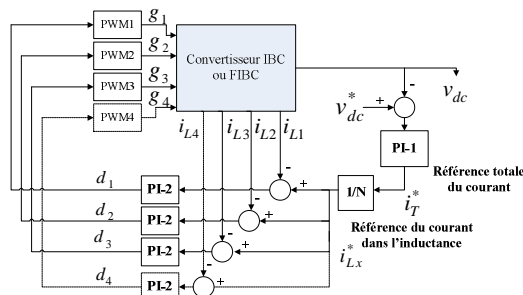 PWM1
g1
PWM2
g2
PWM3
g3
PWM4
g4
Convertisseur IBC
ou FIBC
iL4
iL3
iL2
iL1
-
vdc
v*dc
+
PI-1
Référence totale
du courant
i*T
1/N
Référence du courant
dans l'inductance
i*Lx
d1
PI-2
-
+
d2
PI-2
-
+
d3
PI-2
-
+
d4
PI-2
-
+